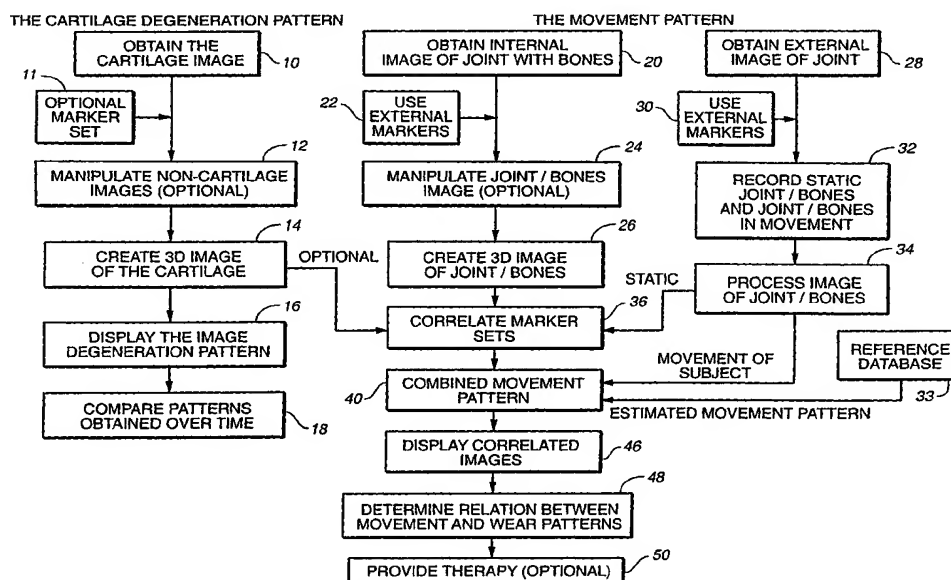 THE CARTILAGE DEGENERATION PATTERN
OBTAIN THE
CARTILAGE IMAGE
10
11
OPTIONAL
MARKER
SET
12
MANIPULATE NON-CARTILAGE
IMAGES (OPTIONAL)
14
CREATE 3D IMAGE
OF THE CARTILAGE
OPTIONAL
16
DISPLAY THE IMAGE
DEGENERATION PATTERN
COMPARE PATTERNS
OBTAINED OVER TIME
18
THE MOVEMENT PATTERN
OBTAIN INTERNAL
IMAGE OF JOINT WITH BONES
20
22
USE
EXTERNAL
MARKERS
24
MANIPULATE JOINT / BONES
IMAGE (OPTIONAL)
26
CREATE 3D IMAGE
OF JOINT / BONES
OBTAIN EXTERNAL
IMAGE OF JOINT
28
30
USE
EXTERNAL
MARKERS
32
RECORD STATIC
JOINT / BONES
AND JOINT / BONES
IN MOVEMENT
34
PROCESS IMAGE
OF JOINT / BONES
STATIC
36
CORRELATE MARKER
SETS
MOVEMENT OF
SUBJECT
REFERENCE
DATABASE
33
ESTIMATED MOVEMENT PATTERN
40
COMBINED MOVEMENT
PATTERN
DISPLAY CORRELATED
IMAGES
46
48
DETERMINE RELATION BETWEEN
MOVEMENT AND WEAR PATTERNS
50
PROVIDE THERAPY (OPTIONAL)